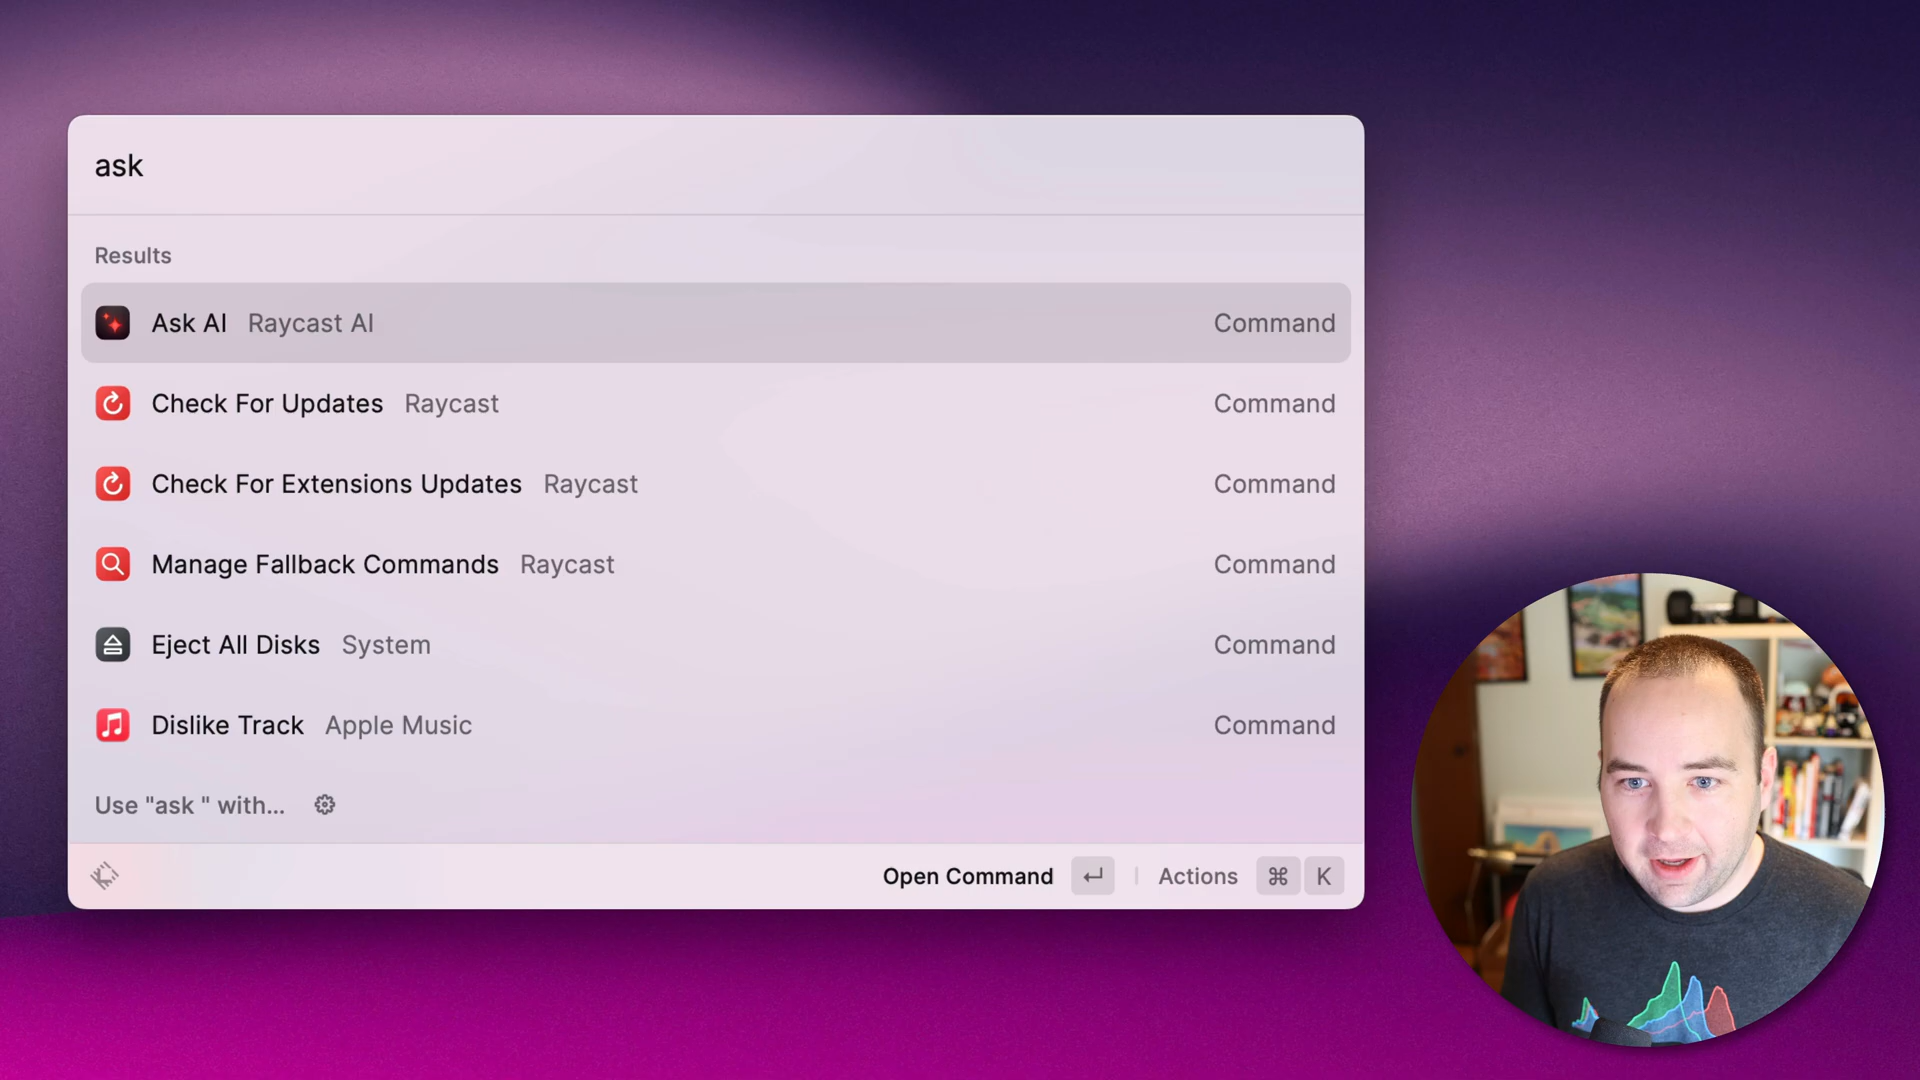 ask
Results
Ask AI Raycast AI Command
Check For Updates Raycast Command
Check For Extensions Updates Raycast Command
Manage Fallback Commands Raycast Command
Eject All Disks System Command
Dislike Track Apple Music Command
Use "ask " with...
Open Command ↵ Actions ⌘ K